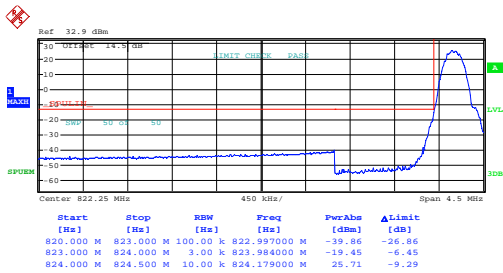 Ref 32.9 dBm
Offset 14.5 dB
30
20
10
0
-10
-20
-30
-40
-50
-60
LIMIT CHECK PASS
SWP 50 of 50
1
MAXH
SPURM
A
LVL
3DB
Center 822.25 MHz 450 kHz/ Span 4.5 MHz
Start Stop RBW Freq PwrAbs ΔLimit
[Hz] [Hz] [Hz] [Hz] [dBm] [dB]
820.000 M 823.000 M 100.00 k 822.997000 M -39.86 -26.86
823.000 M 824.000 M 3.00 k 823.984000 M -19.45 -6.45
824.000 M 824.500 M 10.00 k 824.179000 M 25.71 -9.29